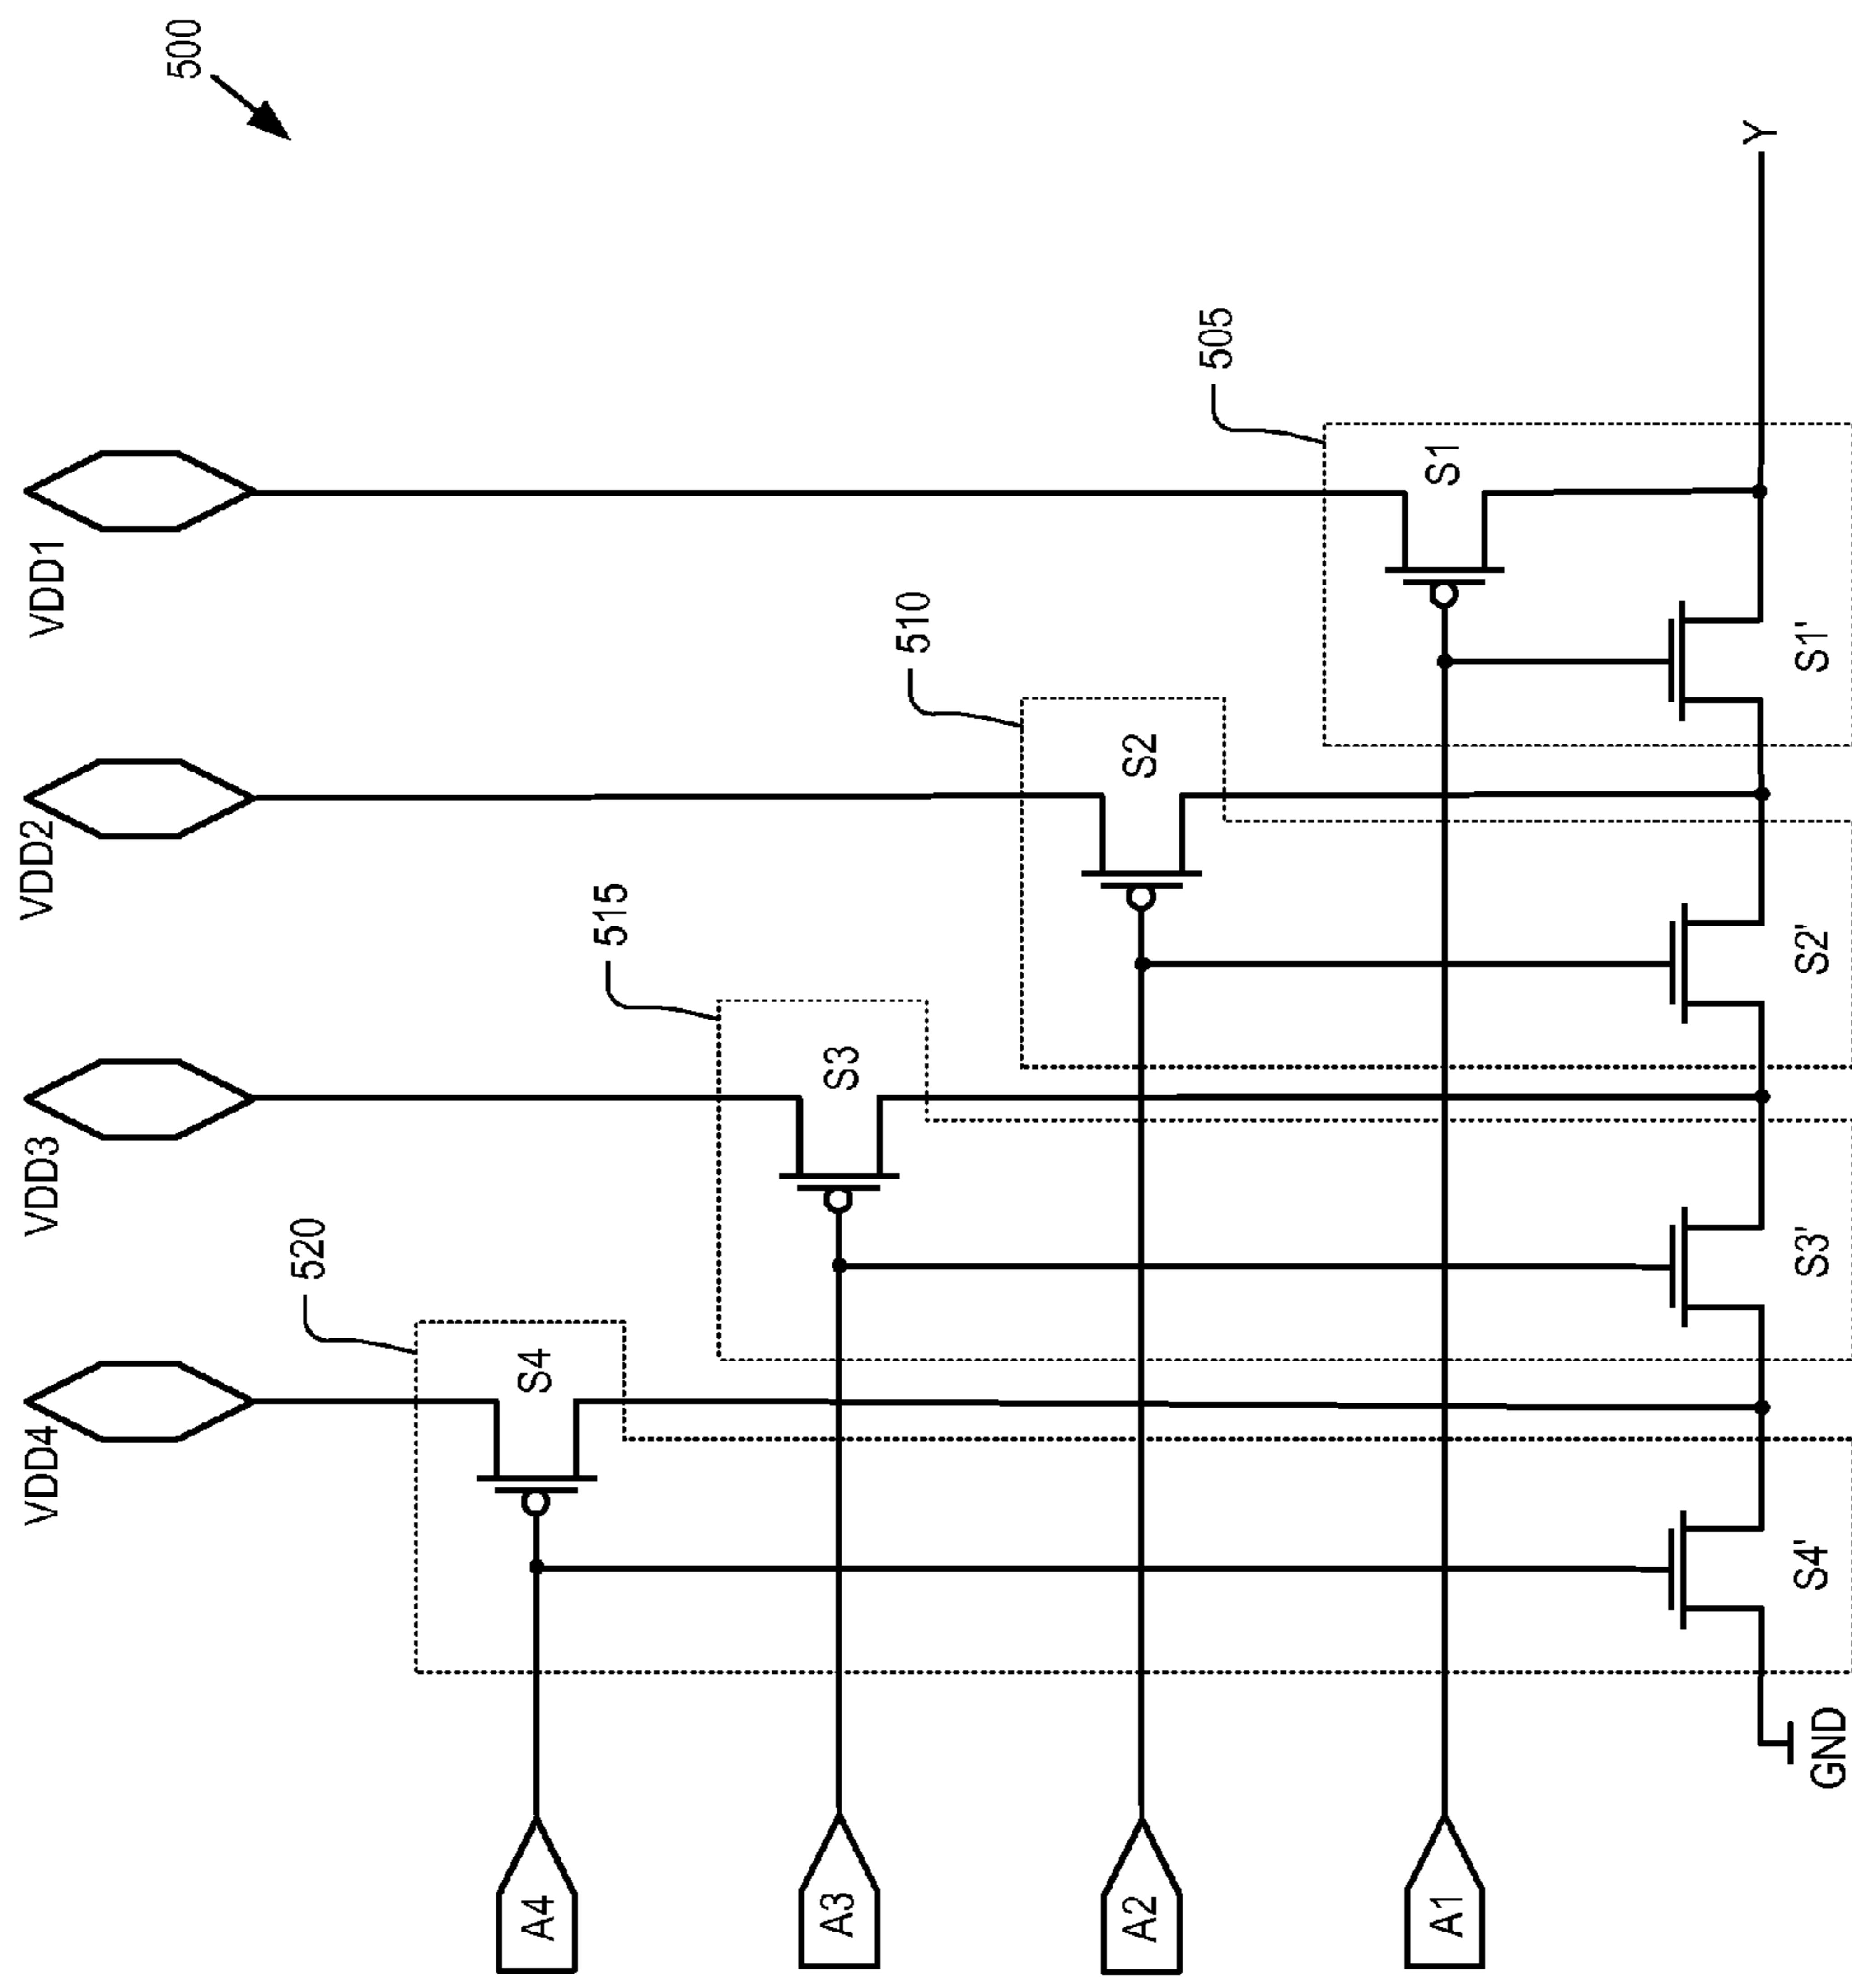 500
VDD4
VDD3
VDD2
VDD1
520
515
510
505
A4
S4
A3
S3
A2
S2
A1
S1
Y
GND
S4'
S3'
S2'
S1'